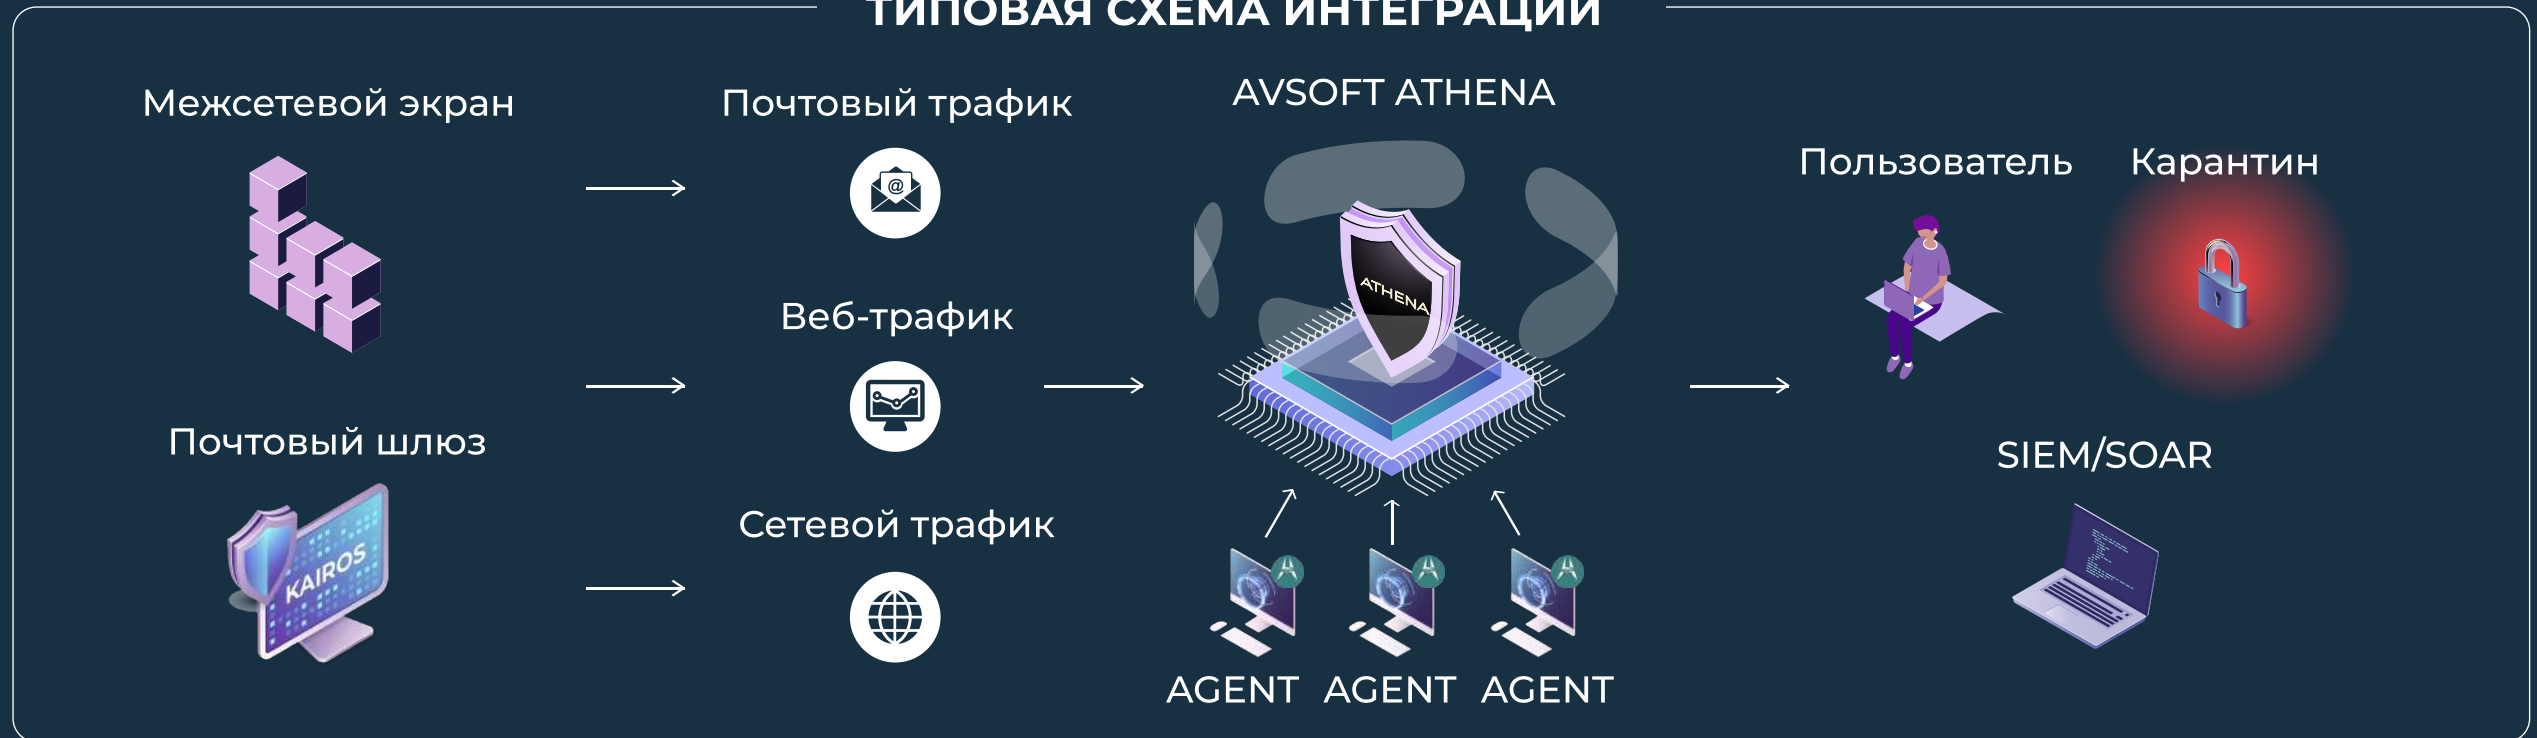 ТИПОВАЯ СХЕМА ИНТЕГРАЦИИ
Межсетевой экран
Почтовый шлюз
KAIROS
Почтовый трафик
@
Веб-трафик
Сетевой трафик
AVSOFT ATHENA
ATHENA
AGENT AGENT AGENT
Пользователь Карантин
SIEM/SOAR